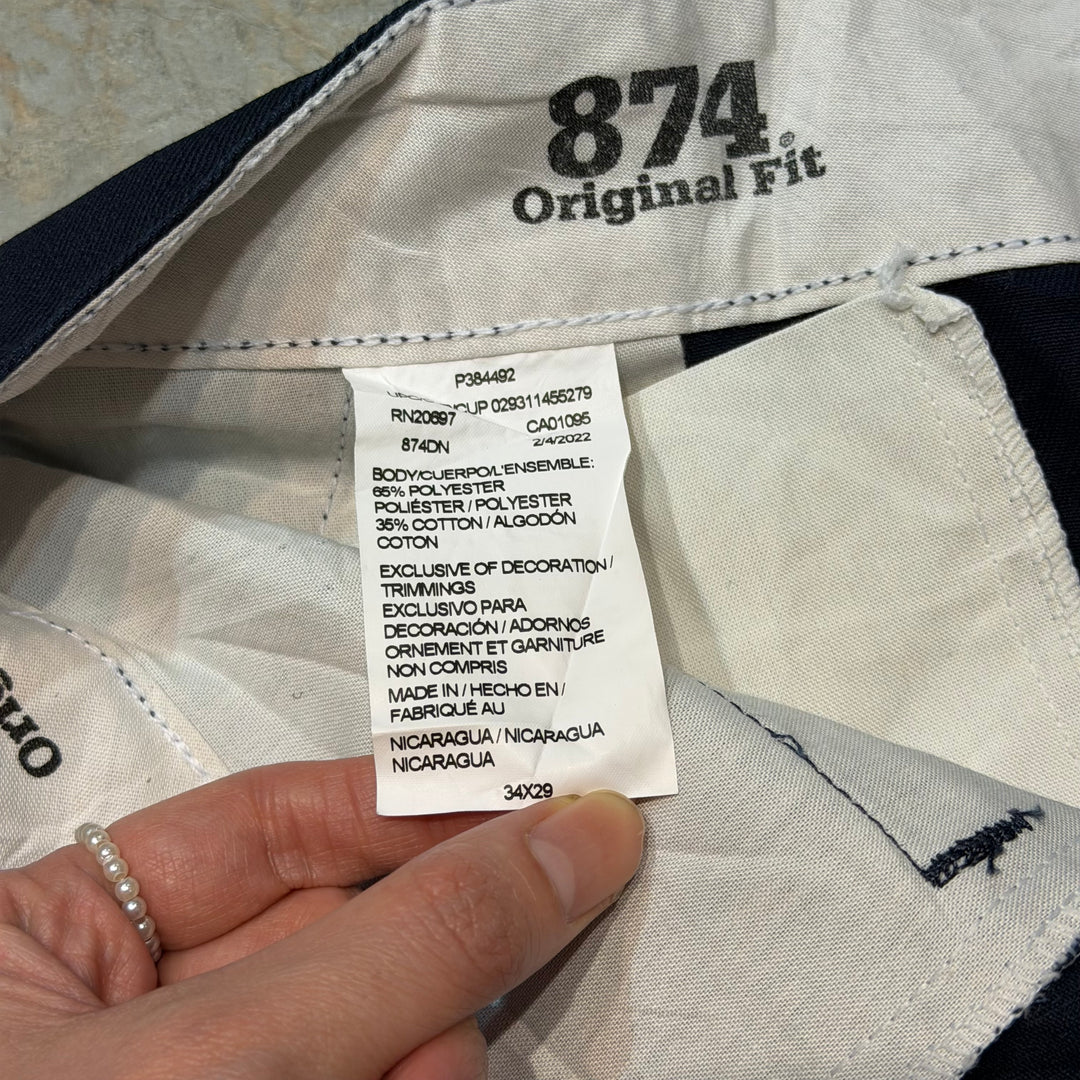 874®
Original Fit
P384492
CUP 029311455279
RN20697 CA01095
874DN 2/4/2022
BODY/CUERPO/L'ENSEMBLE:
65% POLYESTER
POLIÉSTER / POLYESTER
35% COTTON / ALGODÓN
COTON
EXCLUSIVE OF DECORATION /
TRIMMINGS
EXCLUSIVO PARA
DECORACIÓN / ADORNOS
ORNEMENT ET GARNITURE
NON COMPRIS
MADE IN / HECHO EN /
FABRIQUÉ AU
NICARAGUA / NICARAGUA
NICARAGUA
34X29